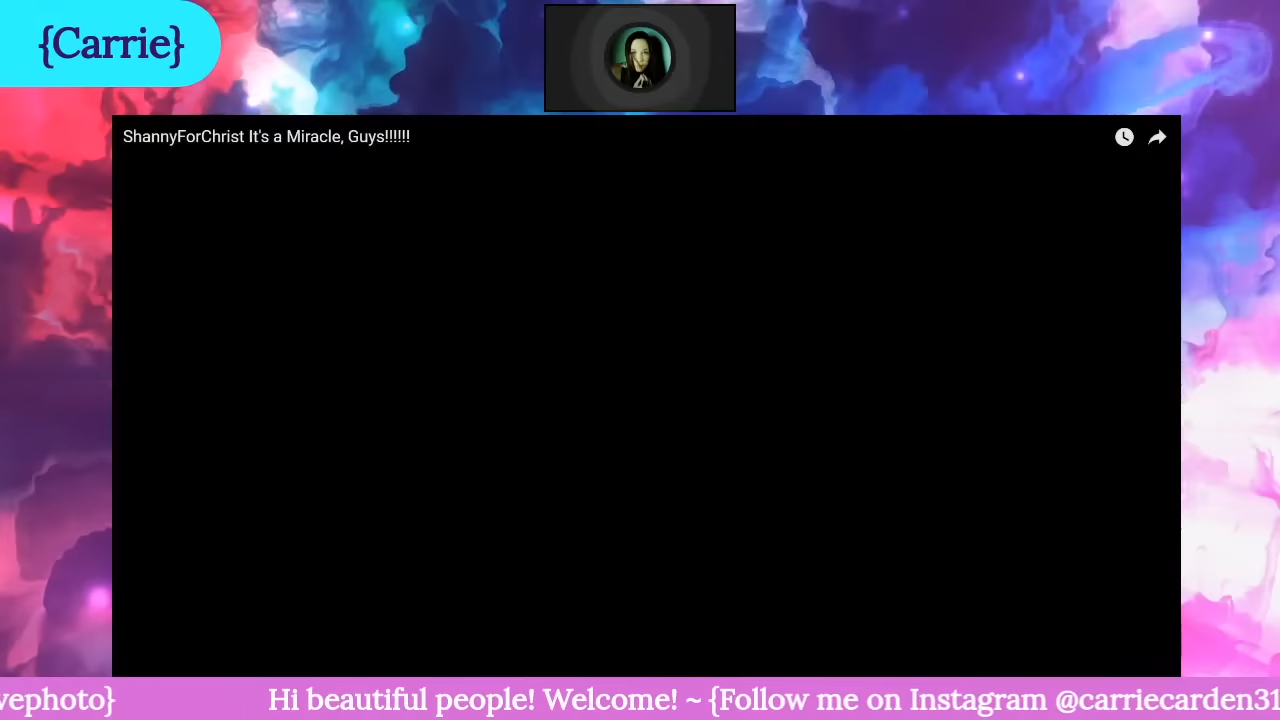 {Carrie}
ShannyForChrist It's a Miracle, Guys!!!!!!
vephoto} Hi beautiful people! Welcome! ~ {Follow me on Instagram @carriecarden31